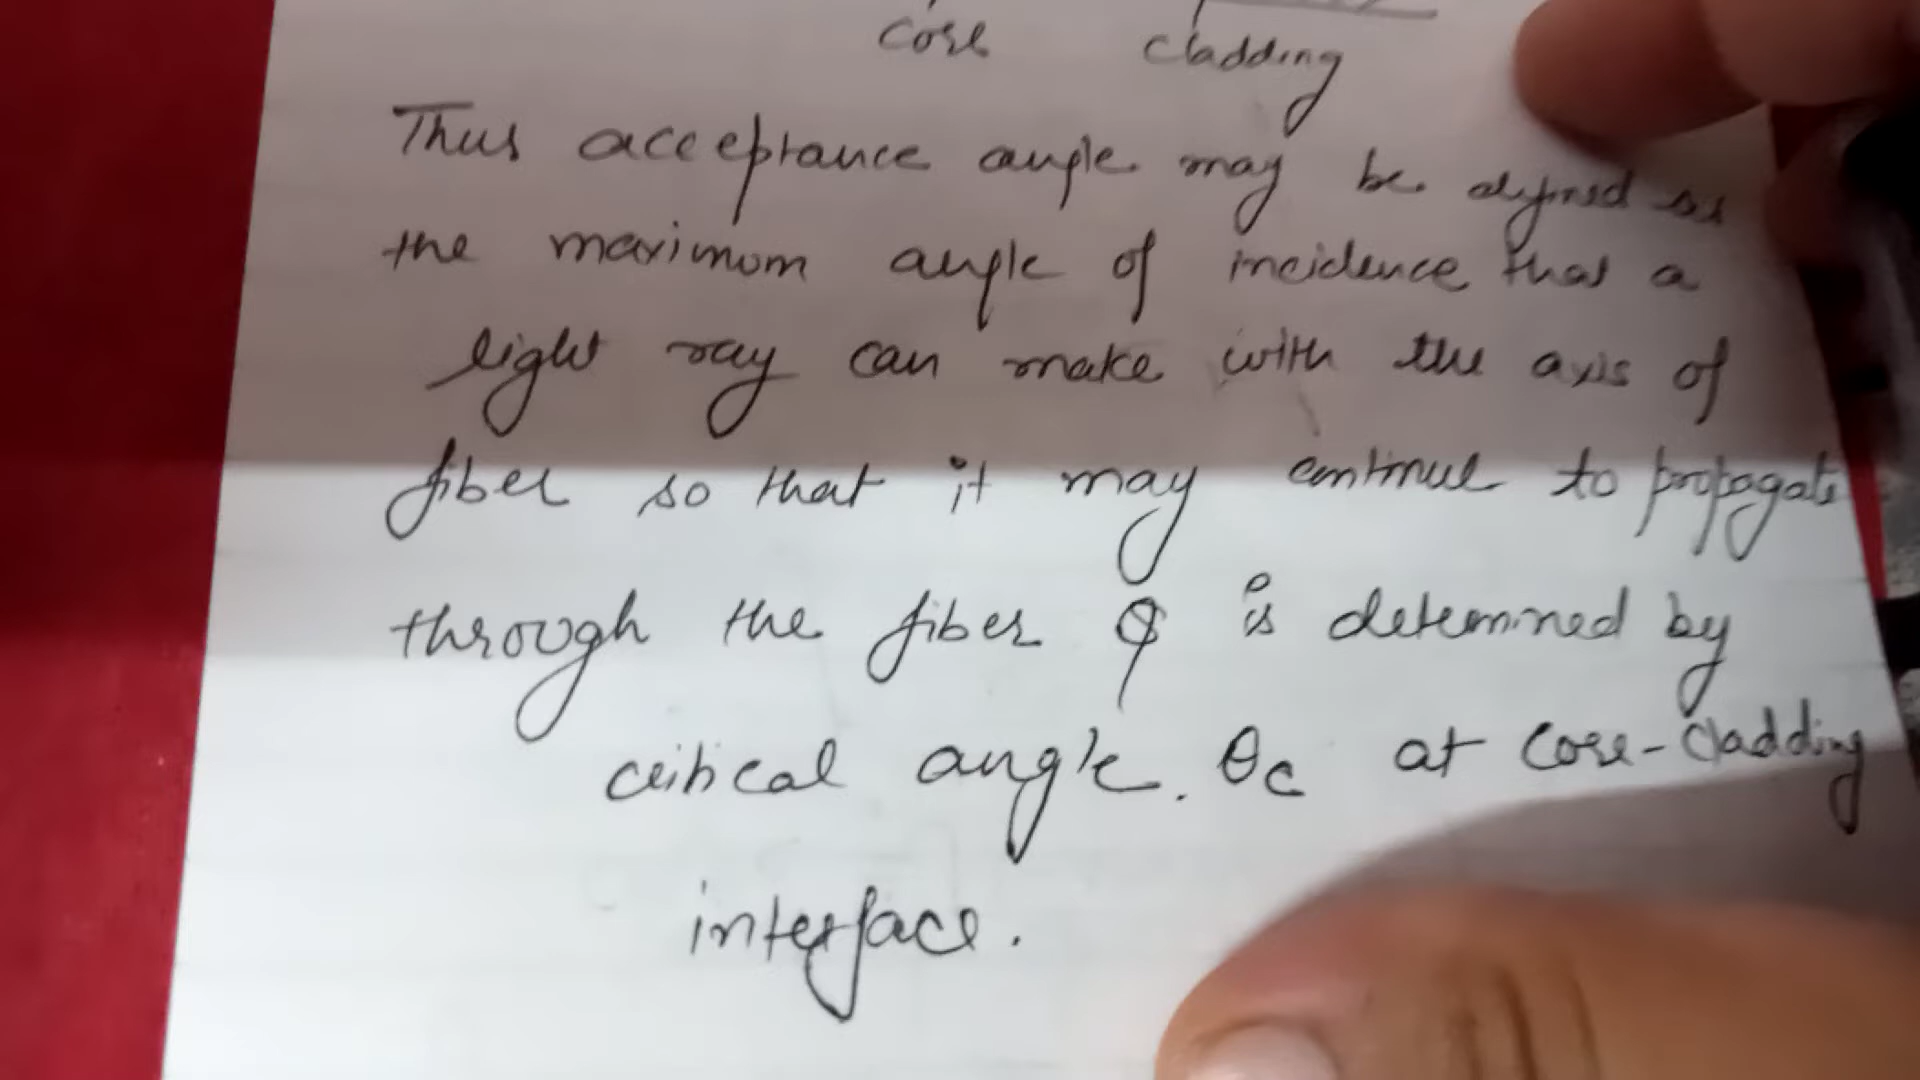 core cladding
Thus acceptance angle may be defined as
the maximum angle of incidence that a
light ray can make with the axis of
fiber so that it may continue to propagate
through the fiber & is determined by
critical angle. θc at Core-Cladding
interface.